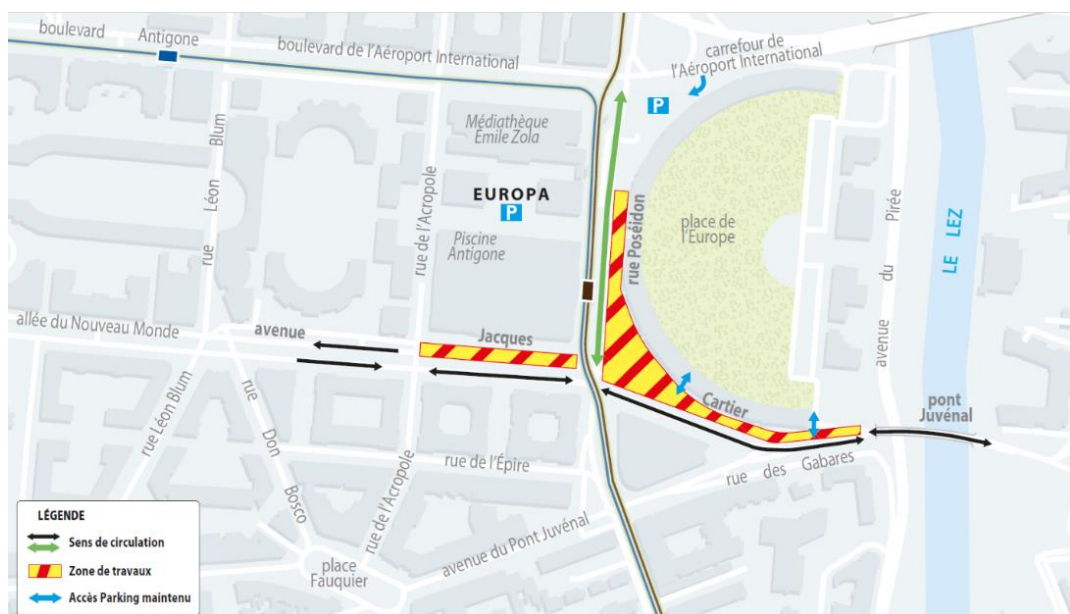 boulevard
Antigone
boulevard de l'Aéroport International
carrefour de
l'Aéroport International
P
Médiathèque
Émile Zola
rue Léon Blum
rue de l'Acropole
EUROPA
P
Piscine
Antigone
rue Poséidon
place de
l'Europe
avenue du Pirée
LE LEZ
allée du Nouveau Monde
avenue
Jacques
Cartier
pont
Juvénal
rue Léon Blum
rue Don Bosco
rue de l'Acropole
rue de l'Épire
rue des Gabares
avenue du Pont Juvénal
place
Fauquier
LÉGENDE
Sens de circulation
Zone de travaux
Accès Parking maintenu